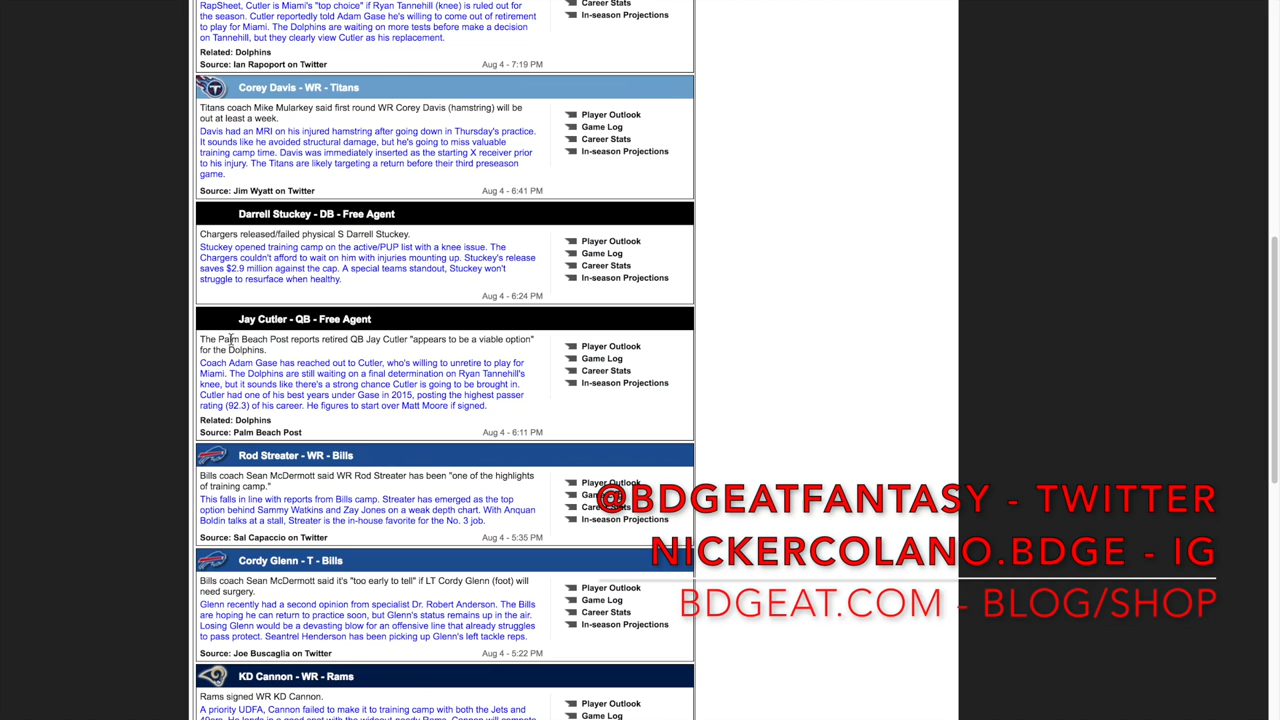 RapSheet, Cutler is Miami's "top choice" if Ryan Tannehill (knee) is ruled out for
the season. Cutler reportedly told Adam Gase he's willing to come out of retirement
to play for Miami. The Dolphins are waiting on more tests before make a decision
on Tannehill, but they clearly view Cutler as his replacement.
Career Stats
In-season Projections
Related: Dolphins
Source: Ian Rapoport on Twitter
Aug 4 - 7:19 PM
Corey Davis - WR - Titans
Titans coach Mike Mularkey said first round WR Corey Davis (hamstring) will be
out at least a week.
Davis had an MRI on his injured hamstring after going down in Thursday's practice.
It sounds like he avoided structural damage, but he's going to miss valuable
training camp time. Davis was immediately inserted as the starting X receiver prior
to his injury. The Titans are likely targeting a return before their third preseason
game.
Source: Jim Wyatt on Twitter
Aug 4 - 6:41 PM
Player Outlook
Game Log
Career Stats
In-season Projections
Darrell Stuckey - DB - Free Agent
Chargers released/failed physical S Darrell Stuckey.
Stuckey opened training camp on the active/PUP list with a knee issue. The
Chargers couldn't afford to wait on him with injuries mounting up. Stuckey's release
saves $2.9 million against the cap. A special teams standout, Stuckey won't
struggle to resurface when healthy.
Aug 4 - 6:24 PM
Player Outlook
Game Log
Career Stats
In-season Projections
Jay Cutler - QB - Free Agent
The Palm Beach Post reports retired QB Jay Cutler "appears to be a viable option"
for the Dolphins.
Coach Adam Gase has reached out to Cutler, who's willing to unretire to play for
Miami. The Dolphins are still waiting on a final determination on Ryan Tannehill's
knee, but it sounds like there's a strong chance Cutler is going to be brought in.
Cutler had one of his best years under Gase in 2015, posting the highest passer
rating (92.3) of his career. He figures to start over Matt Moore if signed.
Related: Dolphins
Source: Palm Beach Post
Aug 4 - 6:11 PM
Player Outlook
Game Log
Career Stats
In-season Projections
Rod Streater - WR - Bills
Bills coach Sean McDermott said WR Rod Streater has been "one of the highlights
of training camp."
This falls in line with reports from Bills camp. Streater has emerged as the top
option behind Sammy Watkins and Zay Jones on a weak depth chart. With Anquan
Boldin talks at a stall, Streater is the in-house favorite for the No. 3 job.
Source: Sal Capaccio on Twitter
Aug 4 - 5:35 PM
Player Outlook
Game Log
Career Stats
In-season Projections
@BDGEATFANTASY - TWITTER
NICKERCOLANO.BDGE - IG
BDGEAT.COM - BLOG/SHOP
Cordy Glenn - T - Bills
Bills coach Sean McDermott said it's "too early to tell" if LT Cordy Glenn (foot) will
need surgery.
Glenn recently had a second opinion from specialist Dr. Robert Anderson. The Bills
are hoping he can return to practice soon, but Glenn's status remains up in the air.
Losing Glenn would be a devasting blow for an offensive line that already struggles
to pass protect. Seantrel Henderson has been picking up Glenn's left tackle reps.
Source: Joe Buscaglia on Twitter
Aug 4 - 5:22 PM
Player Outlook
Game Log
Career Stats
In-season Projections
KD Cannon - WR - Rams
Rams signed WR KD Cannon.
A priority UDFA, Cannon failed to make it to training camp with both the Jets and
Career Stats
Game Log